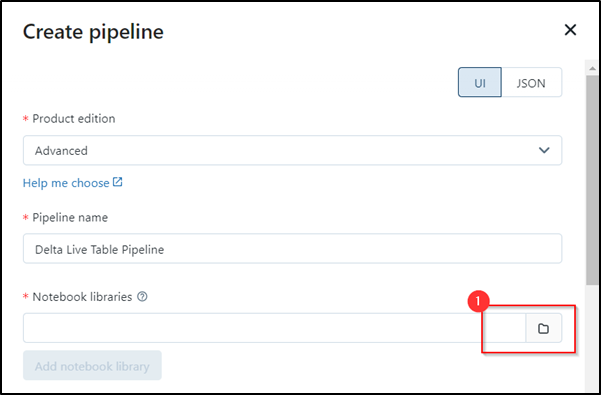 Create pipeline
UI JSON
* Product edition
Advanced
Help me choose
* Pipeline name
Delta Live Table Pipeline
* Notebook libraries
1
Add notebook library